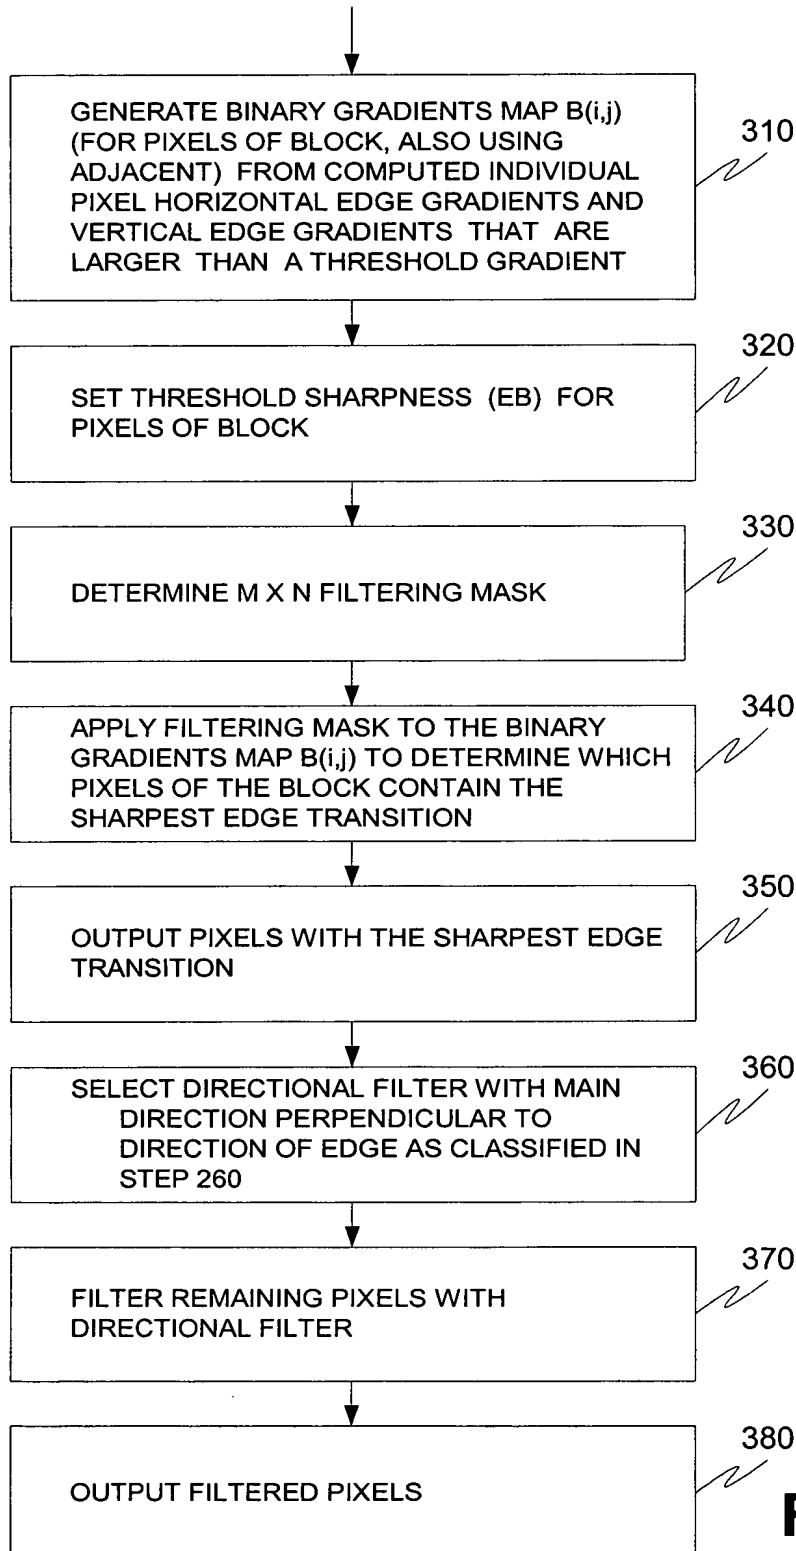 GENERATE BINARY GRADIENTS MAP B(i,j)
(FOR PIXELS OF BLOCK, ALSO USING
ADJACENT) FROM COMPUTED INDIVIDUAL
PIXEL HORIZONTAL EDGE GRADIENTS AND
VERTICAL EDGE GRADIENTS THAT ARE
LARGER THAN A THRESHOLD GRADIENT
310
SET THRESHOLD SHARPNESS (EB) FOR
PIXELS OF BLOCK
320
DETERMINE M X N FILTERING MASK
330
APPLY FILTERING MASK TO THE BINARY
GRADIENTS MAP B(i,j) TO DETERMINE WHICH
PIXELS OF THE BLOCK CONTAIN THE
SHARPEST EDGE TRANSITION
340
OUTPUT PIXELS WITH THE SHARPEST EDGE
TRANSITION
350
SELECT DIRECTIONAL FILTER WITH MAIN
DIRECTION PERPENDICULAR TO
DIRECTION OF EDGE AS CLASSIFIED IN
STEP 260
360
FILTER REMAINING PIXELS WITH
DIRECTIONAL FILTER
370
OUTPUT FILTERED PIXELS
380